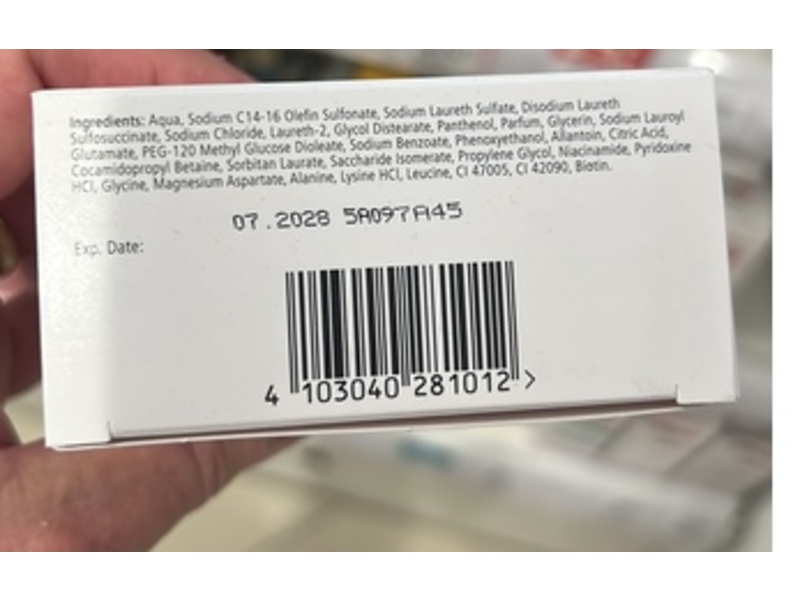 Ingredients: Aqua, Sodium C14-16 Olefin Sulfonate, Sodium Laureth Sulfate, Disodium Laureth
Sulfosuccinate, Sodium Chloride, Laureth-2, Glycol Distearate, Panthenol, Parfum, Glycerin, Sodium Lauroyl
Glutamate, PEG-120 Methyl Glucose Dioleate, Sodium Benzoate, Phenoxyethanol, Allantoin, Citric Acid,
Cocamidopropyl Betaine, Sorbitan Laurate, Saccharide Isomerate, Propylene Glycol, Niacinamide, Pyridoxine
HCl, Glycine, Magnesium Aspartate, Alanine, Lysine HCl, Leucine, CI 47005, CI 42090, Biotin.
07.2028 5A097A45
Exp. Date:
4 103040 281012 >